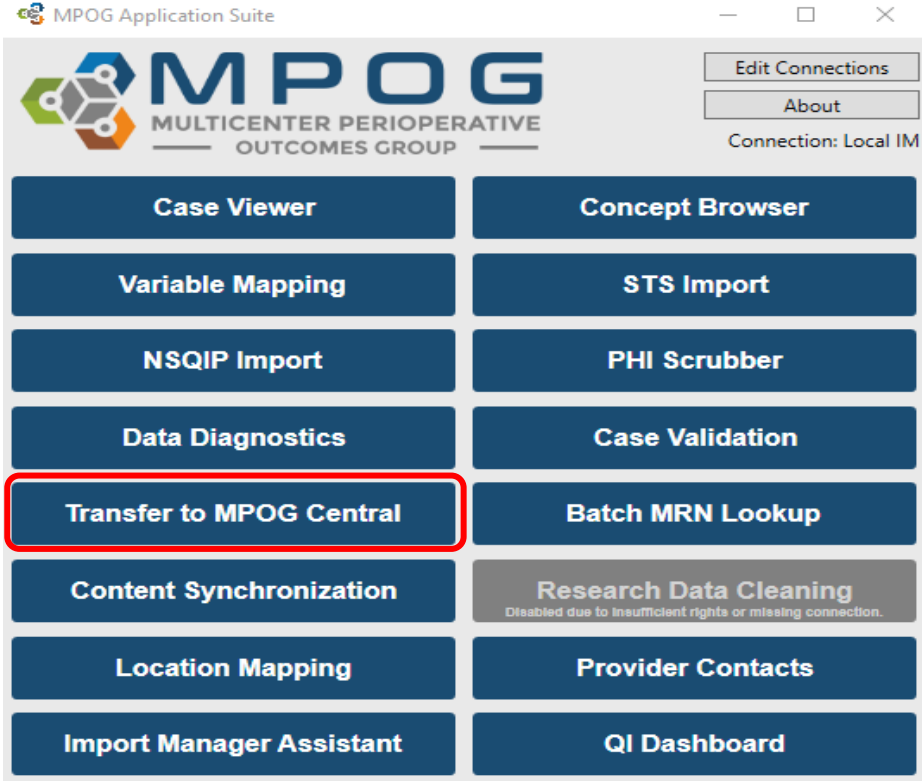 MPOG Application Suite
MPOG
MULTICENTER PERIOPERATIVE
OUTCOMES GROUP
Edit Connections
About
Connection: Local IM
Case Viewer
Concept Browser
Variable Mapping
STS Import
NSQIP Import
PHI Scrubber
Data Diagnostics
Case Validation
Transfer to MPOG Central
Batch MRN Lookup
Content Synchronization
Research Data Cleaning
Disabled due to insufficient rights or missing connection.
Location Mapping
Provider Contacts
Import Manager Assistant
QI Dashboard